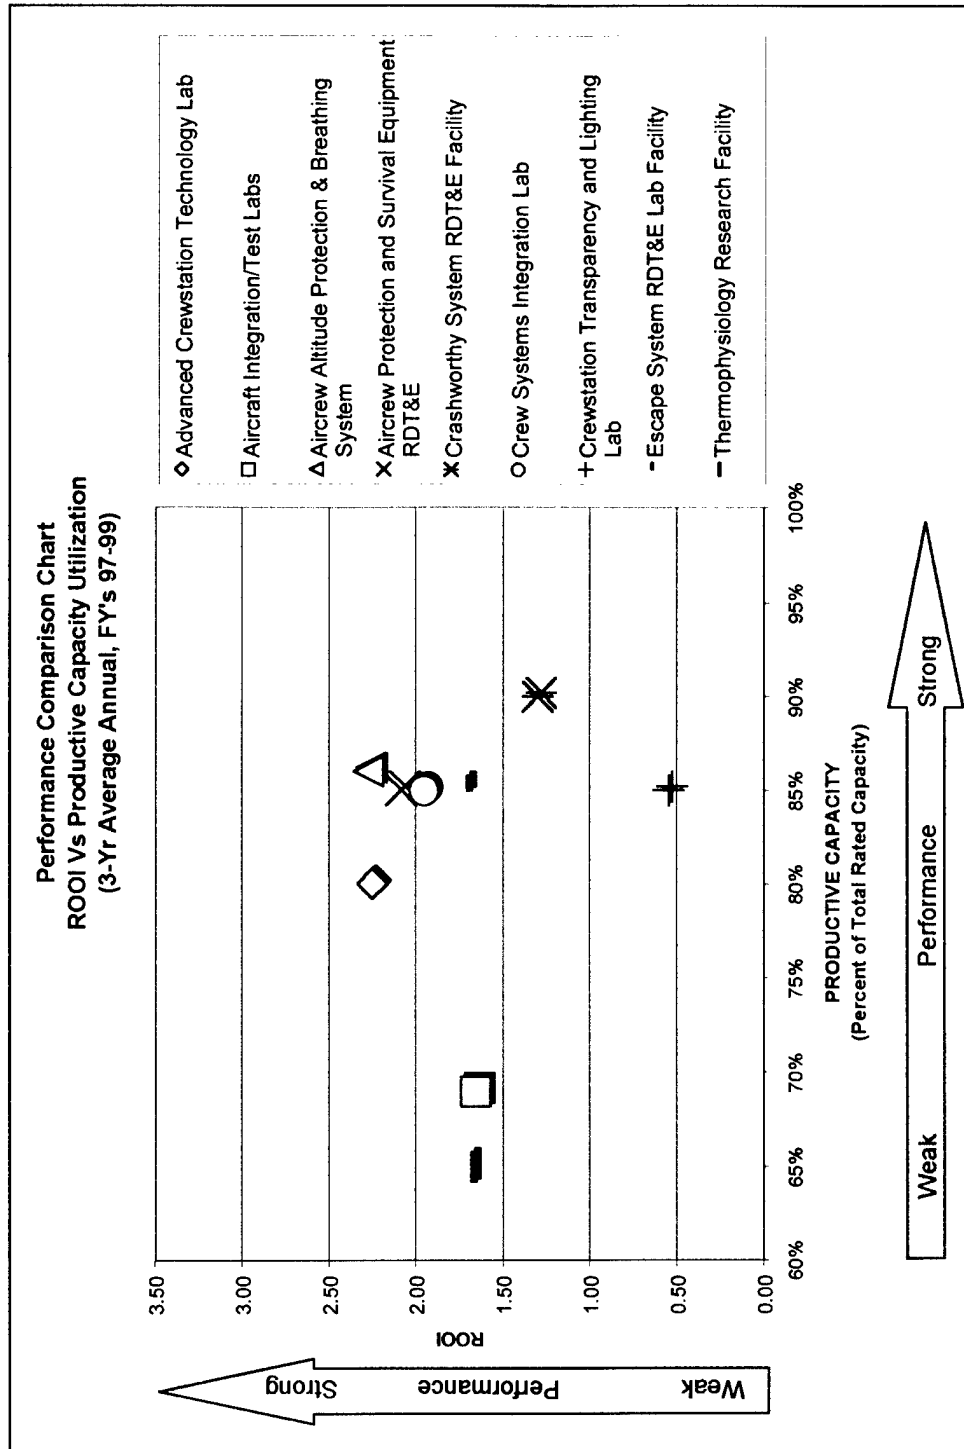 Performance Comparison Chart
ROOI Vs Productive Capacity Utilization
(3-Yr Average Annual, FY's 97-99)
Strong
Performance
Weak
ROOI
3.50
3.00
2.50
2.00
1.50
1.00
0.50
0.00
60%
65%
70%
75%
80%
85%
90%
95%
100%
PRODUCTIVE CAPACITY
(Percent of Total Rated Capacity)
Weak
Performance
Strong
Advanced Crewstation Technology Lab
Aircraft Integration/Test Labs
Aircrew Altitude Protection & Breathing
System
Aircrew Protection and Survival Equipment
RDT&E
Crashworthy System RDT&E Facility
Crew Systems Integration Lab
Crewstation Transparency and Lighting
Lab
Escape System RDT&E Lab Facility
Thermophysiology Research Facility